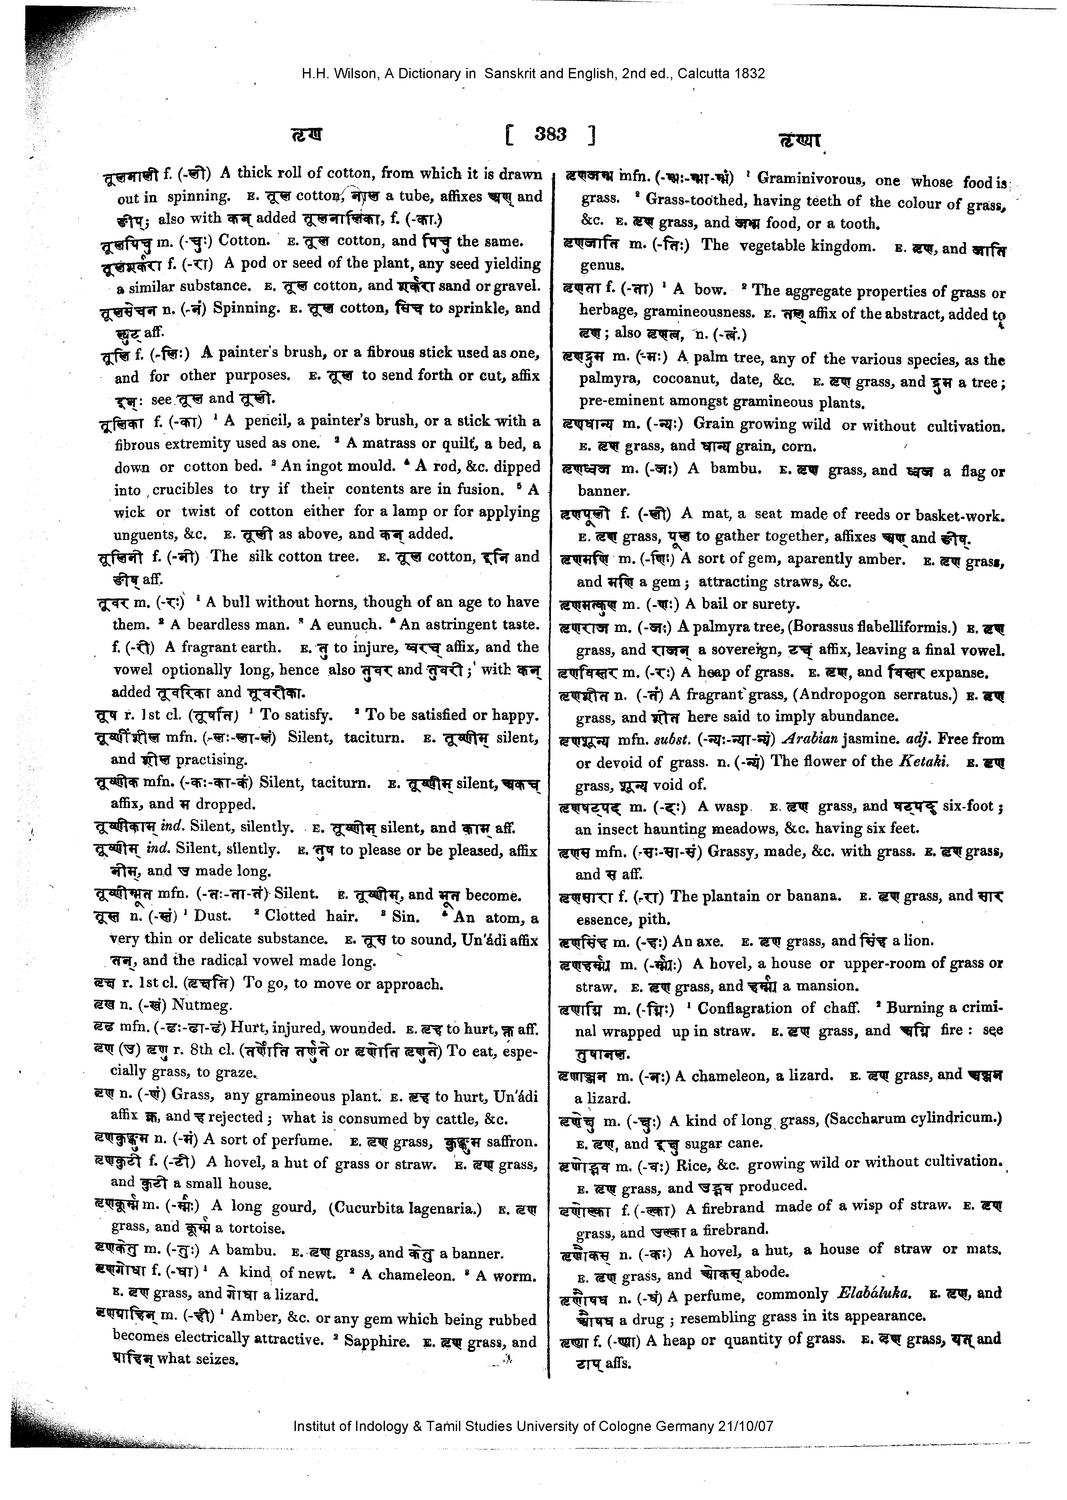 H.H. Wilson, A Dictionary in Sanskrit and English, 2nd ed., Calcutta 1832
तृण [ 383 ] तृण्या
तूलनाली f. (-ली) A thick roll of cotton, from which it is drawn
out in spinning. E. तूल cotton, नाल a tube, affixes अण् and
ङीप्; also with कन् added तूलनालिका, f. (-का.)
तूलपिचु m. (-चुः) Cotton. E. तूल cotton, and पिचु the same.
तूलशर्करा f. (-रा) A pod or seed of the plant, any seed yielding
a similar substance. E. तूल cotton, and शर्करा sand or gravel.
तूलसेचन n. (-नं) Spinning. E. तूल cotton, सिच to sprinkle, and
ल्युट् aff.
तूलि f. (-लिः) A painter's brush, or a fibrous stick used as one,
and for other purposes. E. तूल to send forth or cut, affix
इन्: see तूल and तूली.
तूलिका f. (-का) ¹ A pencil, a painter's brush, or a stick with a
fibrous extremity used as one. ² A matrass or quilt, a bed, a
down or cotton bed. ³ An ingot mould. ⁴ A rod, &c. dipped
into crucibles to try if their contents are in fusion. ⁵ A
wick or twist of cotton either for a lamp or for applying
unguents, &c. E. तूली as above, and कन् added.
तूलिनी f. (-नी) The silk cotton tree. E. तूल cotton, इनि and
ङीष् aff.
तूवर m. (-रः) ¹ A bull without horns, though of an age to have
them. ² A beardless man. ³ A eunuch. ⁴ An astringent taste.
f. (-री) A fragrant earth. E. तु to injure, ष्वरच् affix, and the
vowel optionally long, hence also तुवर and तुवरी; with कन्
added तूवरिका and तूवरीका.
तूष r. 1st cl. (तूषति) ¹ To satisfy. ² To be satisfied or happy.
तूष्णींशील mfn. (-लः-ला-लं) Silent, taciturn. E. तूष्णीम् silent,
and शील practising.
तूष्णीक mfn. (-कः-का-कं) Silent, taciturn. E. तूष्णीम् silent, अकच्
affix, and म dropped.
तूष्णीकाम् ind. Silent, silently. E. तूष्णीम् silent, and काम् aff.
तूष्णीम् ind. Silent, silently. E. तुष to please or be pleased, affix
नीम्, and उ made long.
तूष्णीम्भूत mfn. (-तः-ता-तं) Silent. E. तूष्णीम्, and भूत become.
तूस्त n. (-स्तं) ¹ Dust. ² Clotted hair. ³ Sin. ⁴ An atom, a
very thin or delicate substance. E. तूस to sound, Un'ádi affix
तन्, and the radical vowel made long.
तृक्ष r. 1st cl. (तृक्षति) To go, to move or approach.
तृख n. (-खं) Nutmeg.
तृढ mfn. (-ढः-ढा-ढं) Hurt, injured, wounded. E. तृह to hurt, क्त aff.
तृण (उ) तृणु r. 8th cl. (तर्णोति तर्णुते or तृणोति तृणुते) To eat, espe-
cially grass, to graze.
तृण n. (-णं) Grass, any gramineous plant. E. तृह to hurt, Un'ádi
affix क्न, and ह rejected; what is consumed by cattle, &c.
तृणकुङ्कुम n. (-मं) A sort of perfume. E. तृण grass, कुङ्कुम saffron.
तृणकुटी f. (-टी) A hovel, a hut of grass or straw. E. तृण grass,
and कुटी a small house.
तृणकूर्म्म m. (-र्म्मः) A long gourd, (Cucurbita lagenaria.) E. तृण
grass, and कूर्म्म a tortoise.
तृणकेतु m. (-तुः) A bambu. E. तृण grass, and केतु a banner.
तृणगोधा f. (-धा) ¹ A kind of newt. ² A chameleon. ³ A worm.
E. तृण grass, and गोधा a lizard.
तृणग्राहिन् m. (-ही) ¹ Amber, &c. or any gem which being rubbed
becomes electrically attractive. ² Sapphire. E. तृण grass, and
ग्राहिन् what seizes.
तृणजम्भ mfn. (-म्भः-म्भा-म्भं) ¹ Graminivorous, one whose food is
grass. ² Grass-toothed, having teeth of the colour of grass,
&c. E. तृण grass, and जम्भ food, or a tooth.
तृणजाति m. (-तिः) The vegetable kingdom. E. तृण, and जाति
genus.
तृणता f. (-ता) ¹ A bow. ² The aggregate properties of grass or
herbage, gramineousness. E. तल् affix of the abstract, added to
तृण; also तृणत्व, n. (-त्वं.)
तृणद्रुम m. (-मः) A palm tree, any of the various species, as the
palmyra, cocoanut, date, &c. E. तृण grass, and द्रुम a tree;
pre-eminent amongst gramineous plants.
तृणधान्य m. (-न्यः) Grain growing wild or without cultivation.
E. तृण grass, and धान्य grain, corn.
तृणध्वज m. (-जः) A bambu. E. तृण grass, and ध्वज a flag or
banner.
तृणपूली f. (-ली) A mat, a seat made of reeds or basket-work.
E. तृण grass, पूल to gather together, affixes अण् and ङीष्.
तृणमणि m. (-णिः) A sort of gem, aparently amber. E. तृण grass,
and मणि a gem; attracting straws, &c.
तृणमत्कुण m. (-णः) A bail or surety.
तृणराज m. (-जः) A palmyra tree, (Borassus flabelliformis.) E. तृण
grass, and राजन् a sovereign, टच् affix, leaving a final vowel.
तृणविस्तर m. (-रः) A heap of grass. E. तृण, and विस्तर expanse.
तृणशीत n. (-तं) A fragrant grass, (Andropogon serratus.) E. तृण
grass, and शीत here said to imply abundance.
तृणशून्य mfn. subst. (-न्यः-न्या-न्यं) Arabian jasmine. adj. Free from
or devoid of grass. n. (-न्यं) The flower of the Ketaki. E. तृण
grass, शून्य void of.
तृणषट्पद् m. (-दः) A wasp. E. तृण grass, and षट्पद् six-foot;
an insect haunting meadows, &c. having six feet.
तृणस mfn. (-सः-सा-सं) Grassy, made, &c. with grass. E. तृण grass,
and स aff.
तृणसारा f. (-रा) The plantain or banana. E. तृण grass, and सार
essence, pith.
तृणसिंह m. (-हः) An axe. E. तृण grass, and सिंह a lion.
तृणहर्म्म्य m. (-र्म्म्यः) A hovel, a house or upper-room of grass or
straw. E. तृण grass, and हर्म्म्य a mansion.
तृणाग्नि m. (-ग्निः) ¹ Conflagration of chaff. ² Burning a crimi-
nal wrapped up in straw. E. तृण grass, and अग्नि fire: see
तुषानल.
तृणाञ्जन m. (-नः) A chameleon, a lizard. E. तृण grass, and अञ्जन
a lizard.
तृणेक्षु m. (-क्षुः) A kind of long grass, (Saccharum cylindricum.)
E. तृण, and इक्षु sugar cane.
तृणोद्भव m. (-वः) Rice, &c. growing wild or without cultivation.
E. तृण grass, and उद्भव produced.
तृणोल्का f. (-ल्का) A firebrand made of a wisp of straw. E. तृण
grass, and उल्का a firebrand.
तृणौकस् n. (-कः) A hovel, a hut, a house of straw or mats.
E. तृण grass, and ओकस् abode.
तृणौषध n. (-धं) A perfume, commonly Elabáluka. E. तृण, and
औषध a drug; resembling grass in its appearance.
तृण्या f. (-ण्या) A heap or quantity of grass. E. तृण grass, यत् and
टाप् affs.
Institut of Indology & Tamil Studies University of Cologne Germany 21/10/07